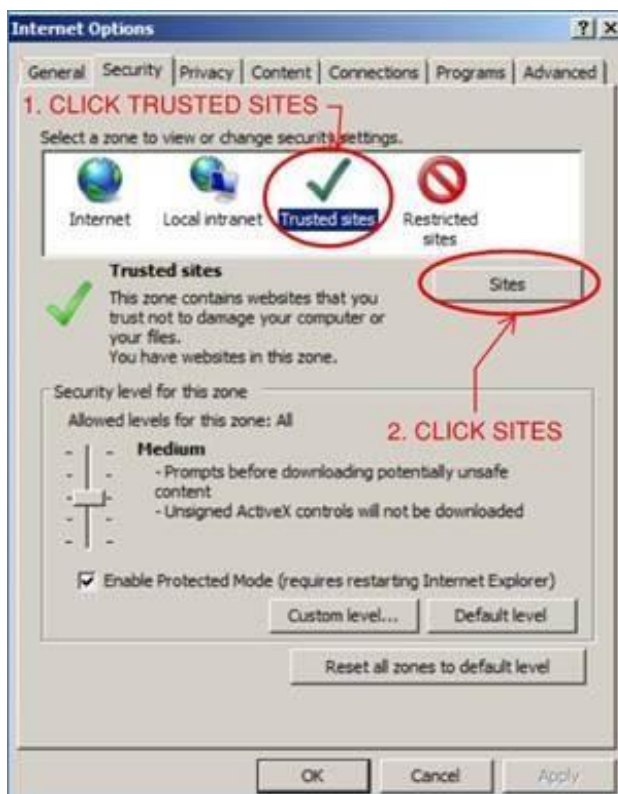 Internet Options
General Security Privacy Content Connections Programs Advanced
1. CLICK TRUSTED SITES
Select a zone to view or change security settings.
Internet Local intranet Trusted sites Restricted sites
Trusted sites
Sites
This zone contains websites that you
trust not to damage your computer or
your files.
You have websites in this zone.
Security level for this zone
Allowed levels for this zone: All
2. CLICK SITES
Medium
- Prompts before downloading potentially unsafe
content
- Unsigned ActiveX controls will not be downloaded
Enable Protected Mode (requires restarting Internet Explorer)
Custom level... Default level
Reset all zones to default level
OK Cancel Apply